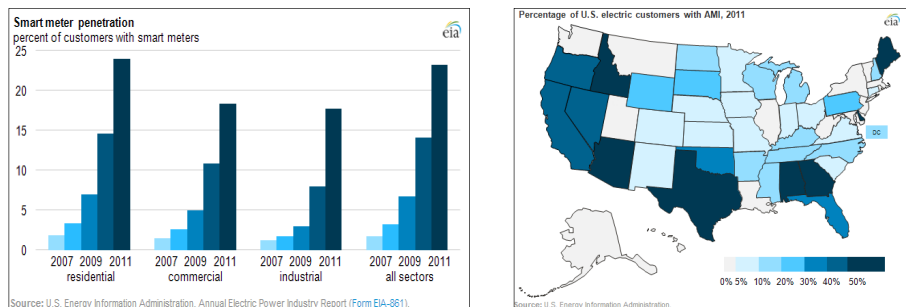 Smart meter penetration
percent of customers with smart meters
eia
25
20
15
10
5
0
2007 2009 2011
residential
2007 2009 2011
commercial
2007 2009 2011
industrial
2007 2009 2011
all sectors
Source: U.S. Energy Information Administration, Annual Electric Power Industry Report (Form EIA-861).
Percentage of U.S. electric customers with AMI, 2011
eia
DC
0% 5% 10% 20% 30% 40% 50%
Source: U.S. Energy Information Administration.